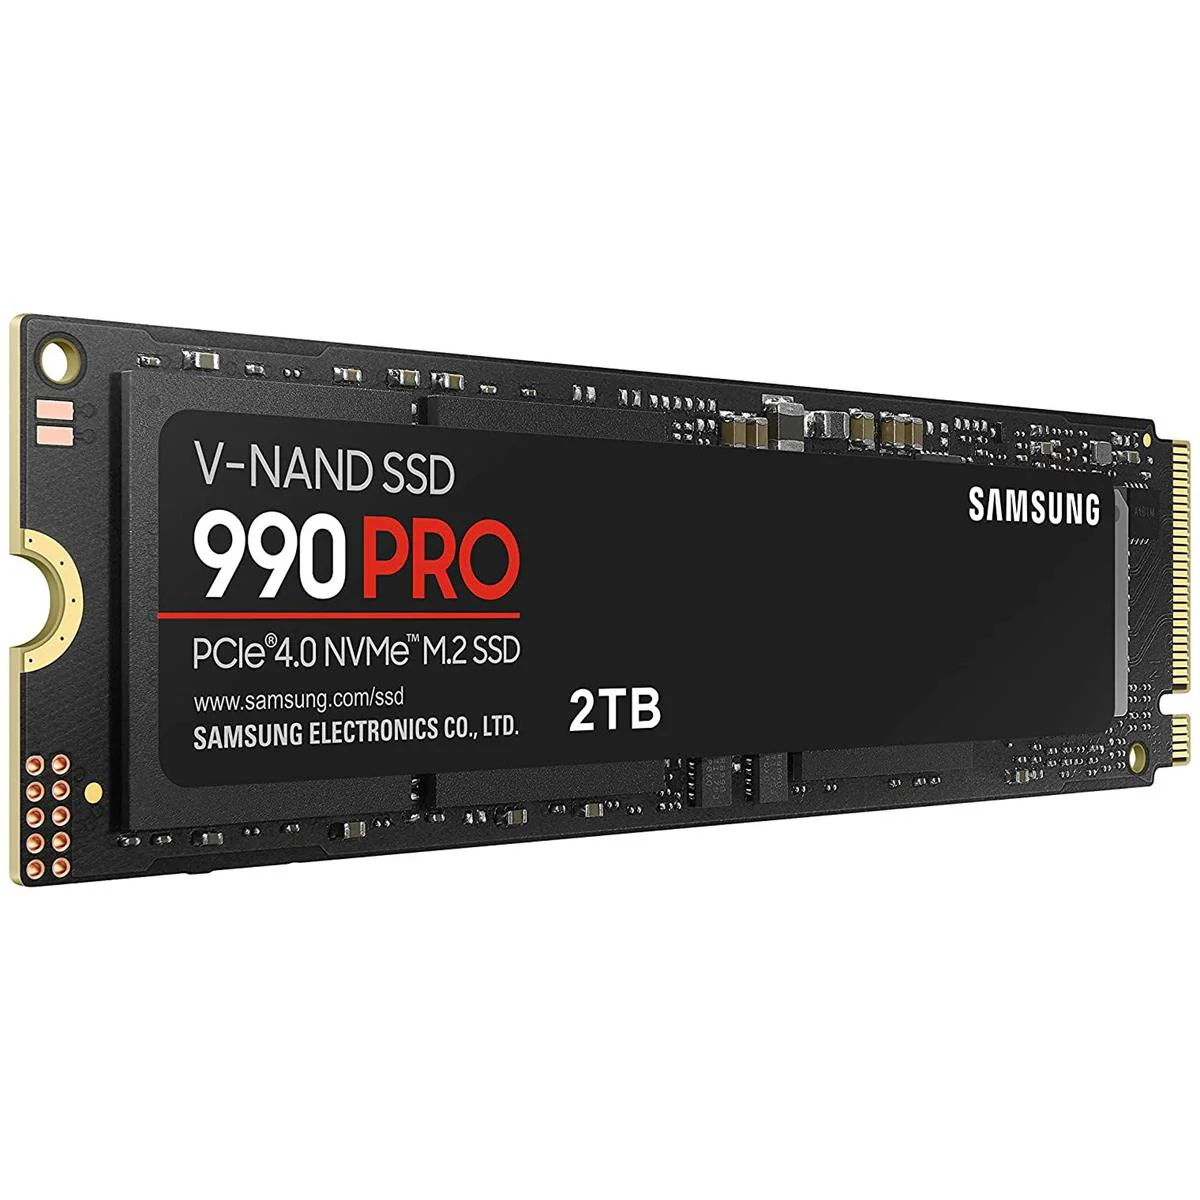 V-NAND SSD
990 PRO
PCIe®4.0 NVMe™ M.2 SSD
www.samsung.com/ssd
SAMSUNG ELECTRONICS CO., LTD.
2TB
SAMSUNG